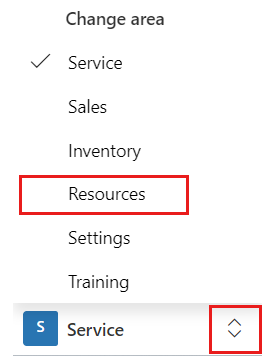 Change area
Service
Sales
Inventory
Resources
Settings
Training
S Service